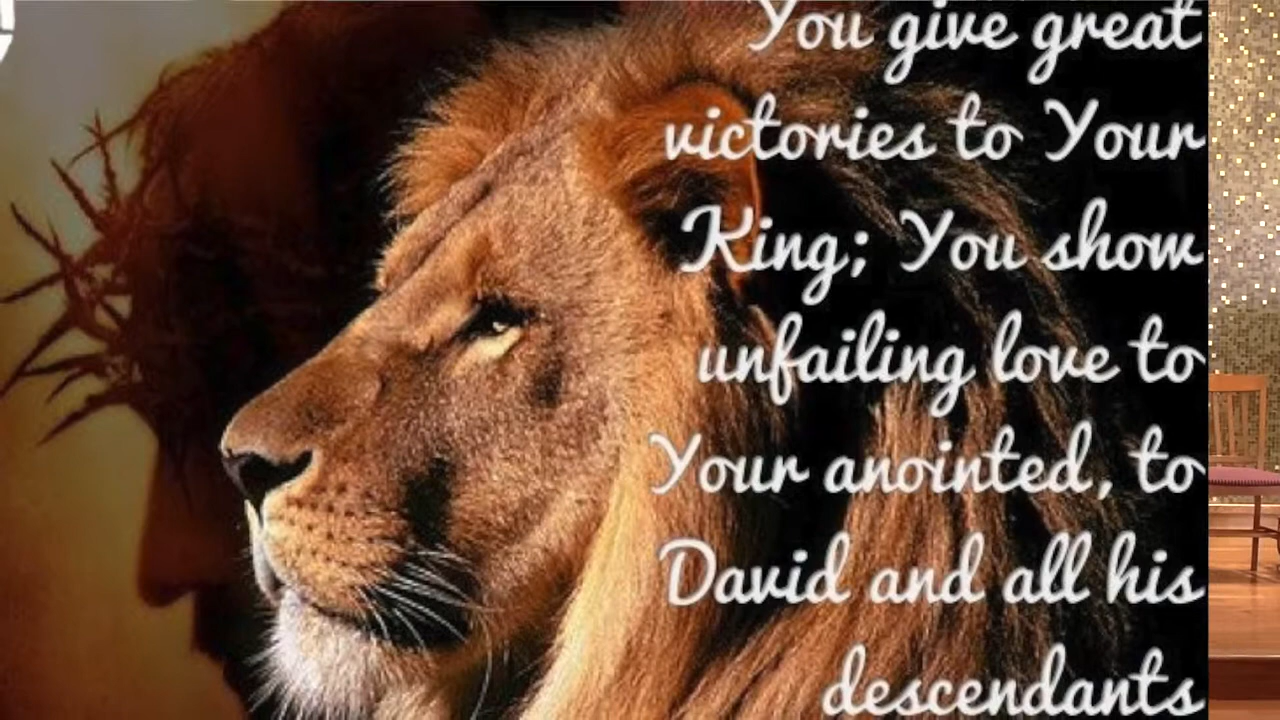 You give great
victories to Your
King; You show
unfailing love to
Your anointed, to
David and all his
descendants